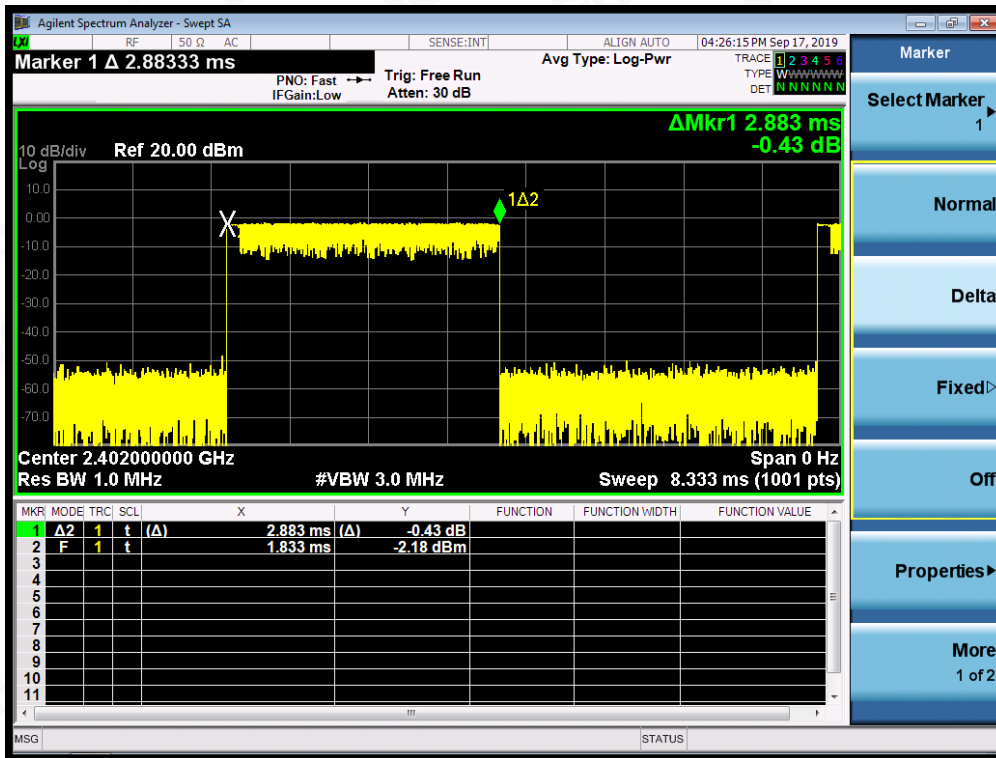 Agilent Spectrum Analyzer - Swept SA
LXI RF 50 Ω AC SENSE:INT ALIGN AUTO 04:26:15 PM Sep 17, 2019
Marker 1 Δ 2.88333 ms
PNO: Fast
IFGain:Low
Trig: Free Run
Atten: 30 dB
Avg Type: Log-Pwr
TRACE 1 2 3 4 5 6
TYPE WWWWWW
DET N N N N N N
ΔMkr1 2.883 ms
-0.43 dB
10 dB/div Ref 20.00 dBm
Log
10.0
0.00
-10.0
-20.0
-30.0
-40.0
-50.0
-60.0
-70.0
1Δ2
Center 2.402000000 GHz Span 0 Hz
Res BW 1.0 MHz #VBW 3.0 MHz Sweep 8.333 ms (1001 pts)
MKR MODE TRC SCL X Y FUNCTION FUNCTION WIDTH FUNCTION VALUE
1 Δ2 1 t (Δ) 2.883 ms (Δ) -0.43 dB
2 F 1 t 1.833 ms -2.18 dBm
3
4
5
6
7
8
9
10
11
MSG STATUS
Marker
Select Marker
1
Normal
Delta
Fixed
Off
Properties
More
1 of 2